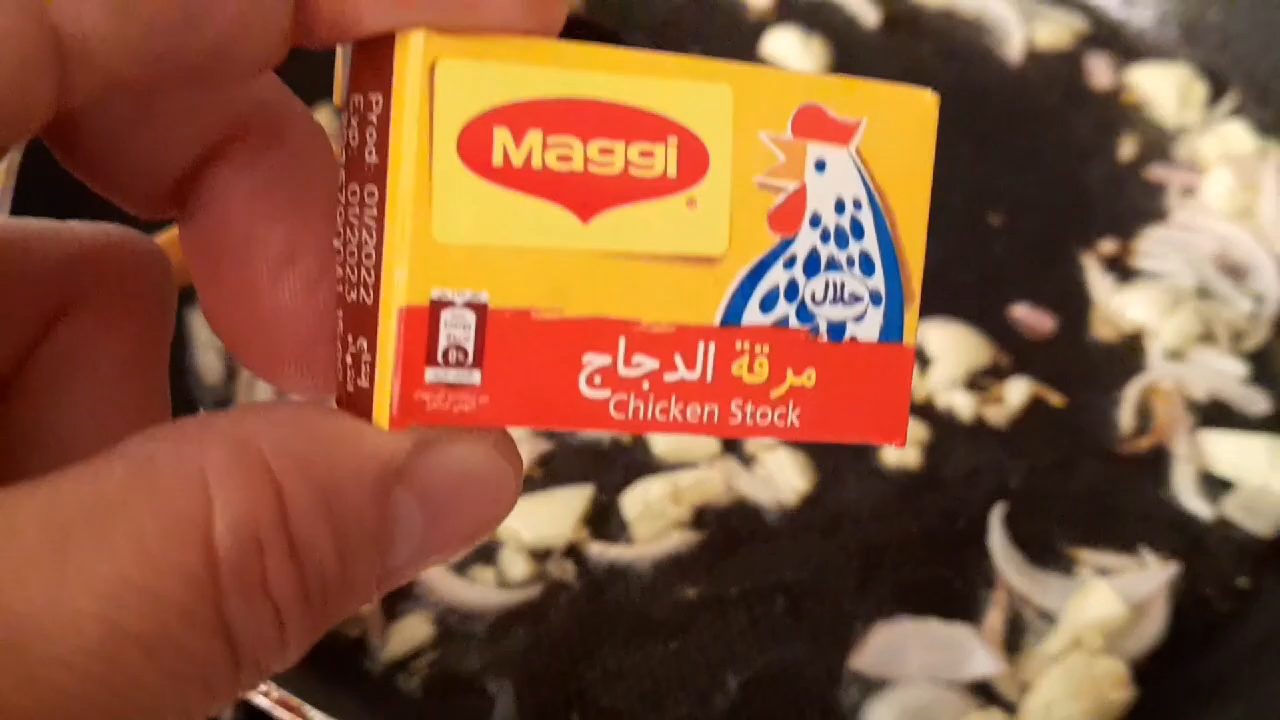 Maggi
حلال
مرقة الدجاج
Chicken Stock
Prod: 01/2022
Exp: 01/2023